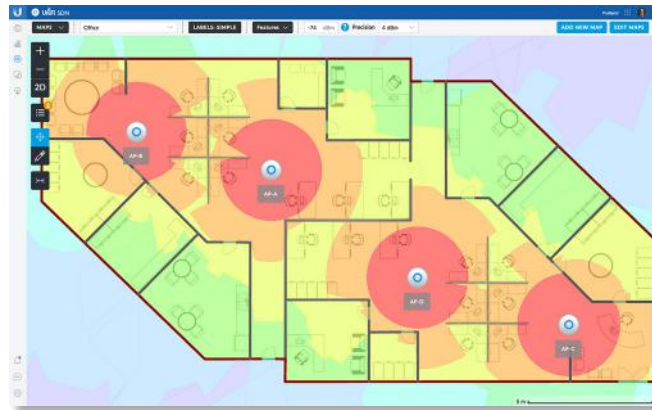 UniFi SDN
MAPS Office LABELS: SIMPLE Features -74 dBm Precision 4 dBm ADD NEW MAP EDIT MAPS
2D
AP-B
AP-A
AP-D
AP-C